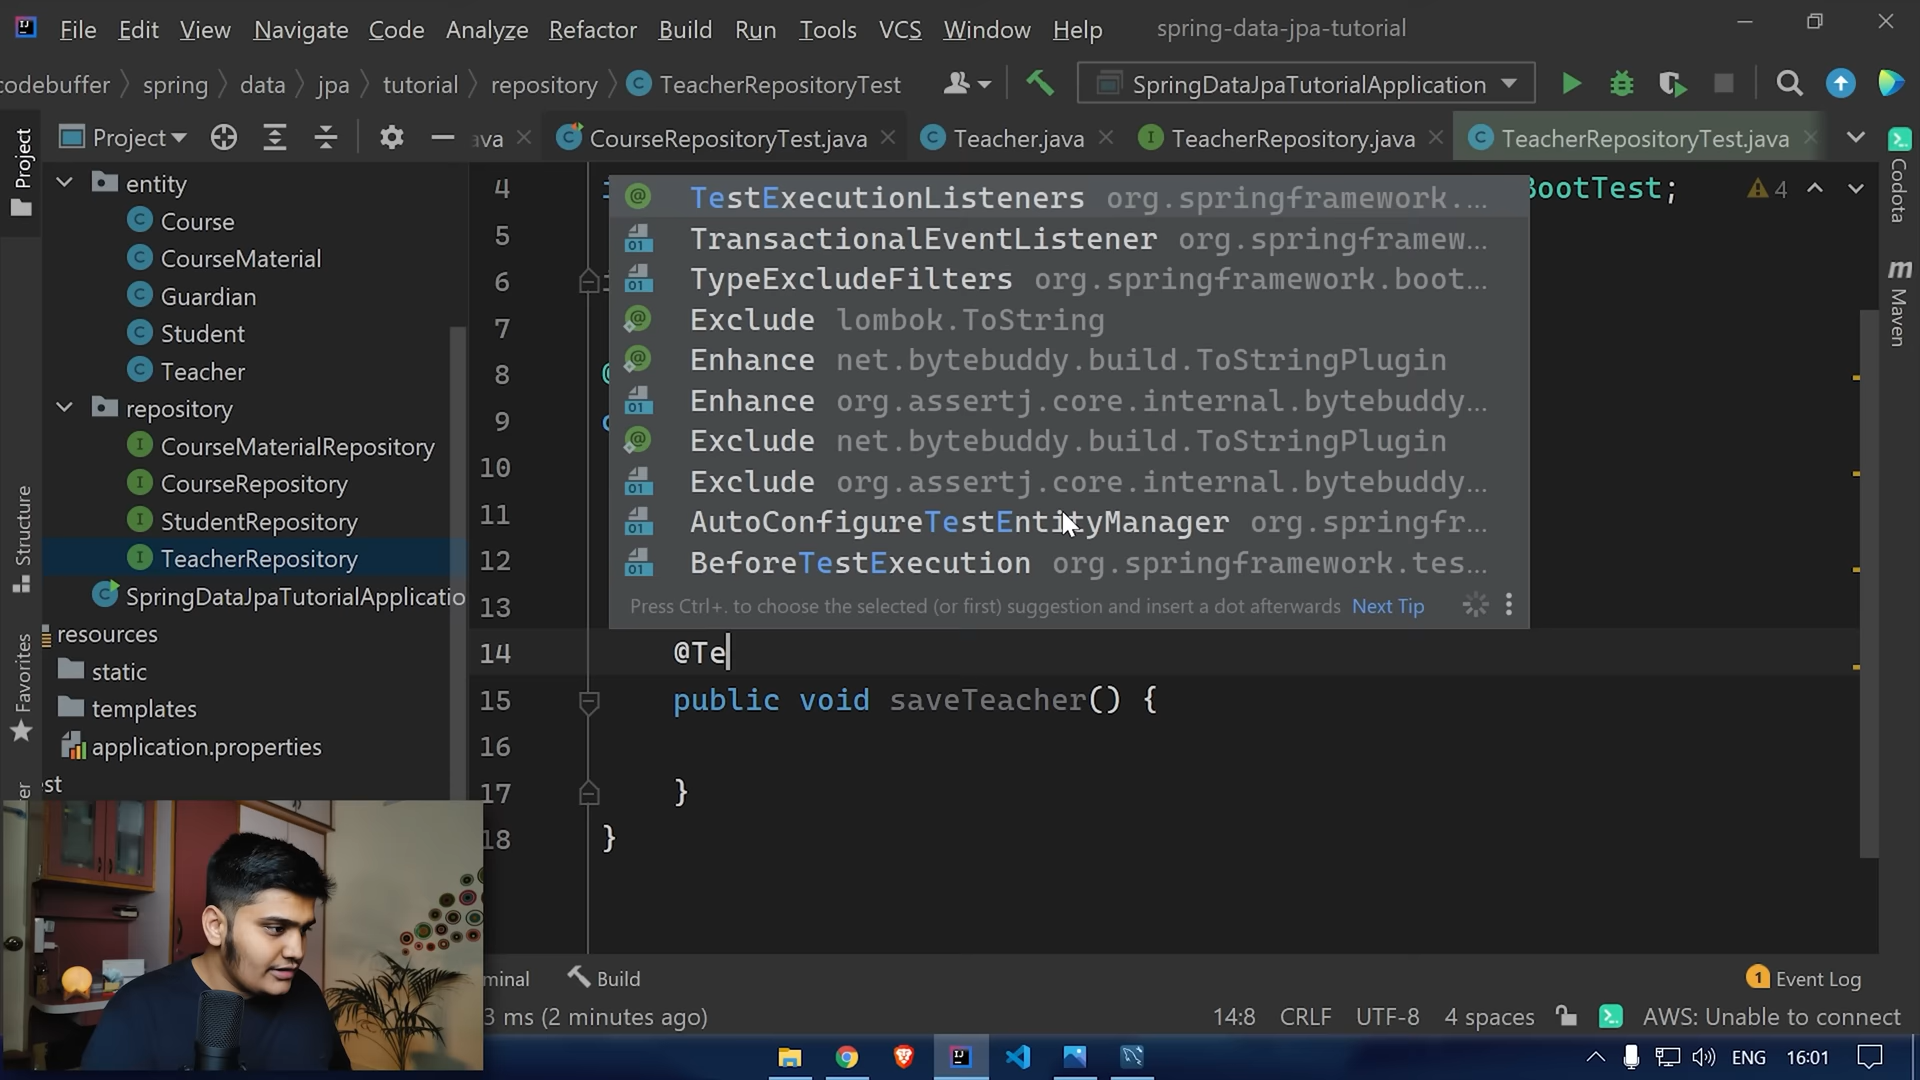 File Edit View Navigate Code Analyze Refactor Build Run Tools VCS Window Help spring-data-jpa-tutorial
codebuffer spring data jpa tutorial repository TeacherRepositoryTest SpringDataJpaTutorialApplication
Project ava CourseRepositoryTest.java Teacher.java TeacherRepository.java TeacherRepositoryTest.java
Project
Structure
Favorites
entity
Course
CourseMaterial
Guardian
Student
Teacher
repository
CourseMaterialRepository
CourseRepository
StudentRepository
TeacherRepository
SpringDataJpaTutorialApplicatio
resources
static
templates
application.properties
est
4 BootTest; 4
5
6
7
8 @
9
10
11
12
13
14 @Te
15 public void saveTeacher() {
16
17 }
18 }
TestExecutionListeners org.springframework....
TransactionalEventListener org.springframew...
TypeExcludeFilters org.springframework.boot...
Exclude lombok.ToString
Enhance net.bytebuddy.build.ToStringPlugin
Enhance org.assertj.core.internal.bytebuddy...
Exclude net.bytebuddy.build.ToStringPlugin
Exclude org.assertj.core.internal.bytebuddy...
AutoConfigureTestEntityManager org.springfr...
BeforeTestExecution org.springframework.tes...
Press Ctrl+. to choose the selected (or first) suggestion and insert a dot afterwards Next Tip
Codota
m Maven
minal Build 1 Event Log
3 ms (2 minutes ago) 14:8 CRLF UTF-8 4 spaces AWS: Unable to connect
ENG 16:01